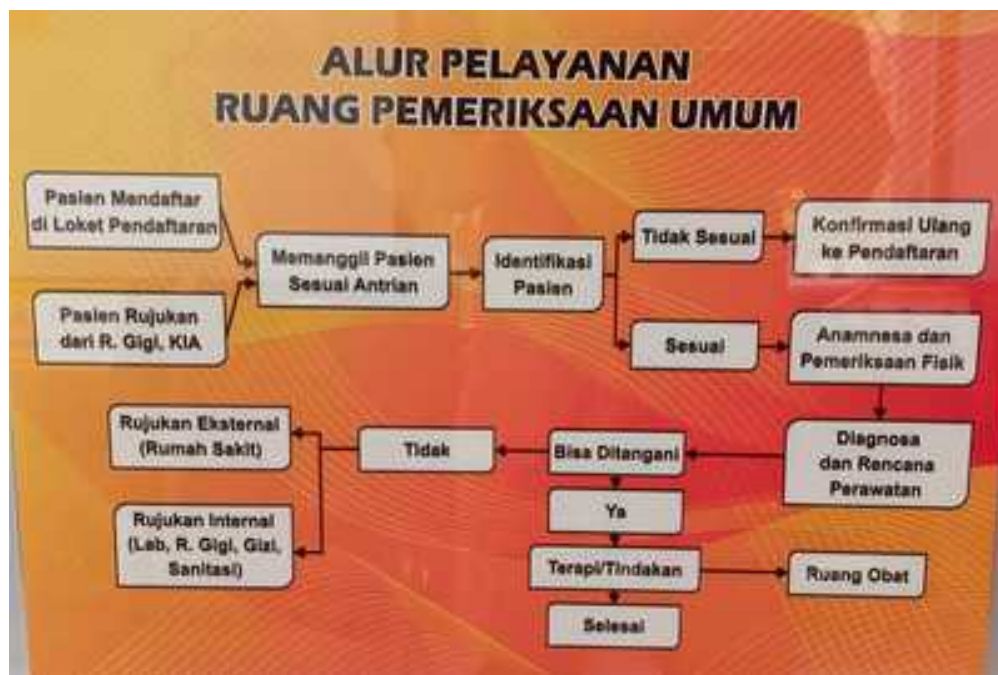 ALUR PELAYANAN
RUANG PEMERIKSAAN UMUM
Pasien Mendaftar
di Loket Pendaftaran
Pasien Rujukan
dari R. Gigi, KIA
Memanggil Pasien
Sesuai Antrian
Identifikasi
Pasien
Tidak Sesuai
Konfirmasi Ulang
ke Pendaftaran
Sesuai
Anamnesa dan
Pemeriksaan Fisik
Diagnosa
dan Rencana
Perawatan
Bisa Ditangani
Tidak
Rujukan Eksternal
(Rumah Sakit)
Rujukan Internal
(Lab, R. Gigi, Gizi,
Sanitasi)
Ya
Terapi/Tindakan
Ruang Obat
Selesai